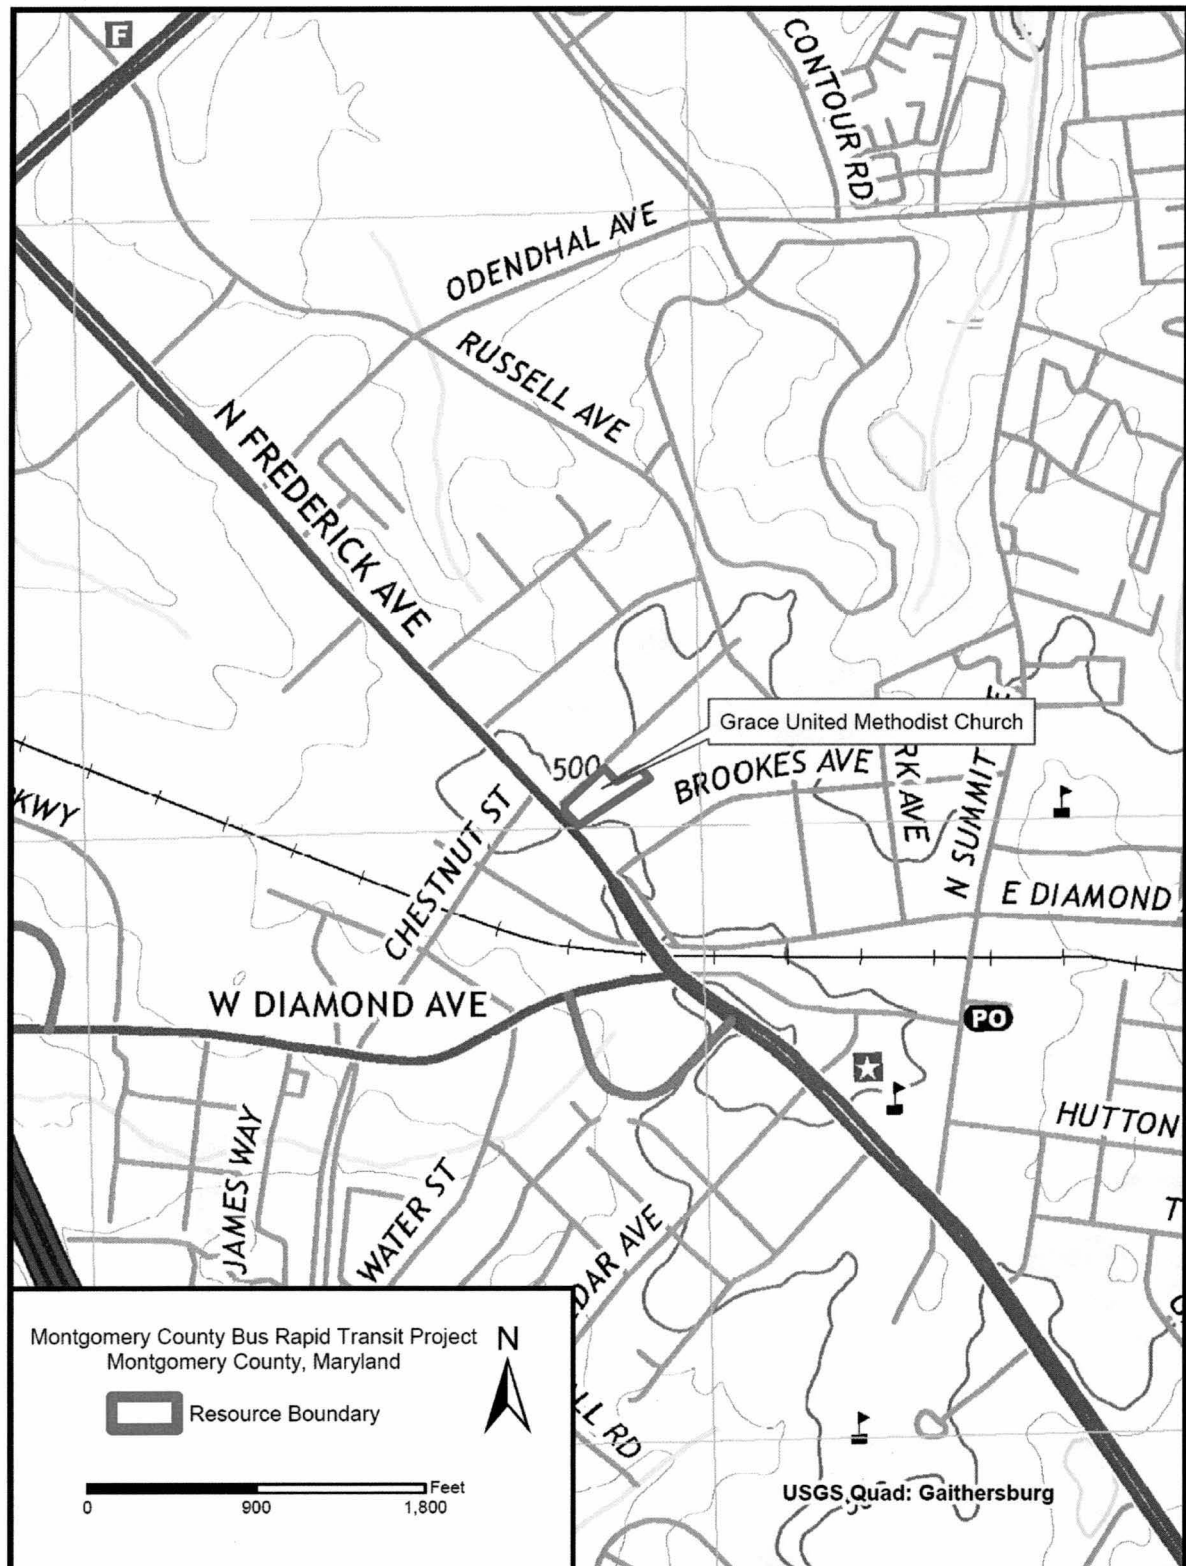 F
CONTOUR RD
ODENDHAL AVE
RUSSELL AVE
N FREDERICK AVE
Grace United Methodist Church
500
BROOKES AVE
RK AVE
N SUMMIT
E
KWY
CHESTNUT ST
E DIAMOND
W DIAMOND AVE
PO
HUTTON
JAMES WAY
WATER ST
DAR AVE
T
LL RD
Montgomery County Bus Rapid Transit Project
Montgomery County, Maryland
N
Resource Boundary
Feet
0 900 1,800
USGS Quad: Gaithersburg